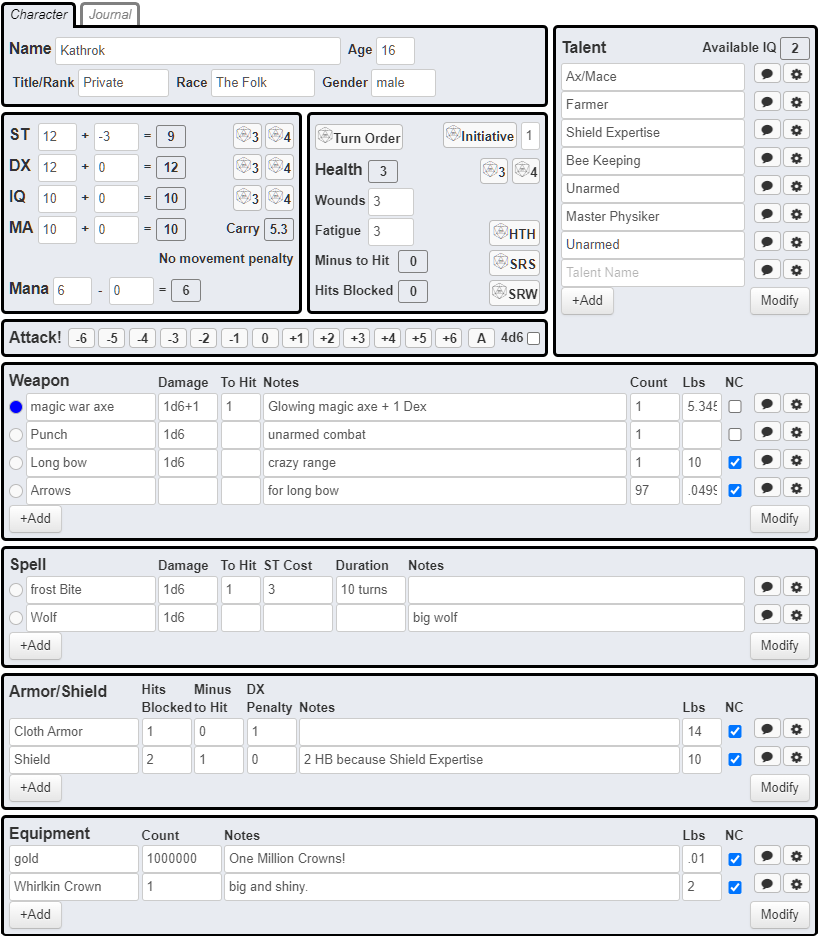 Character Journal
Name Kathrok Age 16
Title/Rank Private Race The Folk Gender male
ST 12 + -3 = 9 3 4
DX 12 + 0 = 12 3 4
IQ 10 + 0 = 10 3 4
MA 10 + 0 = 10 Carry 5.3
No movement penalty
Mana 6 - 0 = 6
Turn Order Initiative 1
Health 3 3 4
Wounds 3
Fatigue 3 HTH
Minus to Hit 0 SRS
Hits Blocked 0 SRW
Talent Available IQ 2
Ax/Mace
Farmer
Shield Expertise
Bee Keeping
Unarmed
Master Physiker
Unarmed
Talent Name
+Add Modify
Attack! -6 -5 -4 -3 -2 -1 0 +1 +2 +3 +4 +5 +6 A 4d6
Weapon Damage To Hit Notes Count Lbs NC
magic war axe 1d6+1 1 Glowing magic axe + 1 Dex 1 5.345
Punch 1d6 unarmed combat 1
Long bow 1d6 crazy range 1 10
Arrows for long bow 97 .0499
+Add Modify
Spell Damage To Hit ST Cost Duration Notes
frost Bite 1d6 1 3 10 turns
Wolf 1d6 big wolf
+Add Modify
Armor/Shield Hits Minus DX
Blocked to Hit Penalty Notes Lbs NC
Cloth Armor 1 0 1 14
Shield 2 1 0 2 HB because Shield Expertise 10
+Add Modify
Equipment Count Notes Lbs NC
gold 1000000 One Million Crowns! .01
Whirlkin Crown 1 big and shiny. 2
+Add Modify